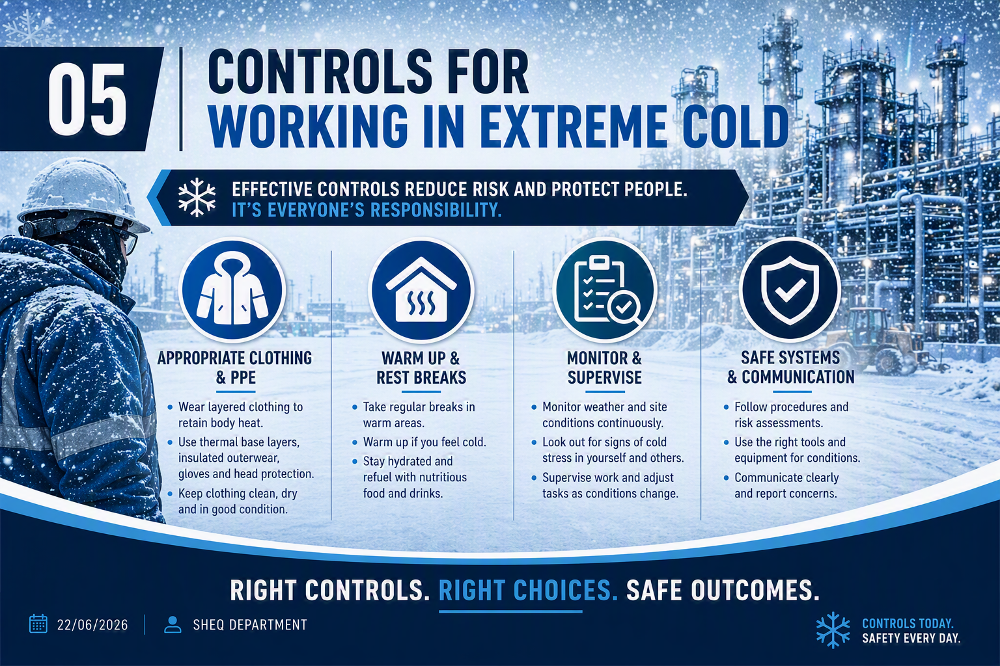 05
CONTROLS FOR
WORKING IN EXTREME COLD
EFFECTIVE CONTROLS REDUCE RISK AND PROTECT PEOPLE.
IT'S EVERYONE'S RESPONSIBILITY.
APPROPRIATE CLOTHING
& PPE
• Wear layered clothing to
retain body heat.
• Use thermal base layers,
insulated outerwear,
gloves and head protection.
• Keep clothing clean, dry
and in good condition.
WARM UP &
REST BREAKS
• Take regular breaks in
warm areas.
• Warm up if you feel cold.
• Stay hydrated and
refuel with nutritious
food and drinks.
MONITOR &
SUPERVISE
• Monitor weather and site
conditions continuously.
• Look out for signs of cold
stress in yourself and others.
• Supervise work and adjust
tasks as conditions change.
SAFE SYSTEMS
& COMMUNICATION
• Follow procedures and
risk assessments.
• Use the right tools and
equipment for conditions.
• Communicate clearly
and report concerns.
RIGHT CONTROLS. RIGHT CHOICES. SAFE OUTCOMES.
22/06/2026
SHEQ DEPARTMENT
CONTROLS TODAY.
SAFETY EVERY DAY.